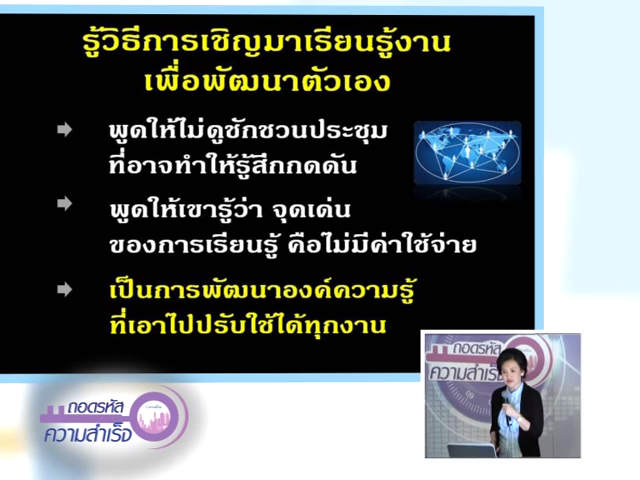 รู้วิธีการเชิญมาเรียนรู้งาน
เพื่อพัฒนาตัวเอง
พูดให้ไม่ดูชักชวนประชุม
ที่อาจทำให้รู้สึกกดดัน
พูดให้เขารู้ว่า จุดเด่น
ของการเรียนรู้ คือไม่มีค่าใช้จ่าย
เป็นการพัฒนาองค์ความรู้
ที่เอาไปปรับใช้ได้ทุกงาน
ถอดรหัส
ความสำเร็จ
ถอดรหัส
ความสำเร็จ